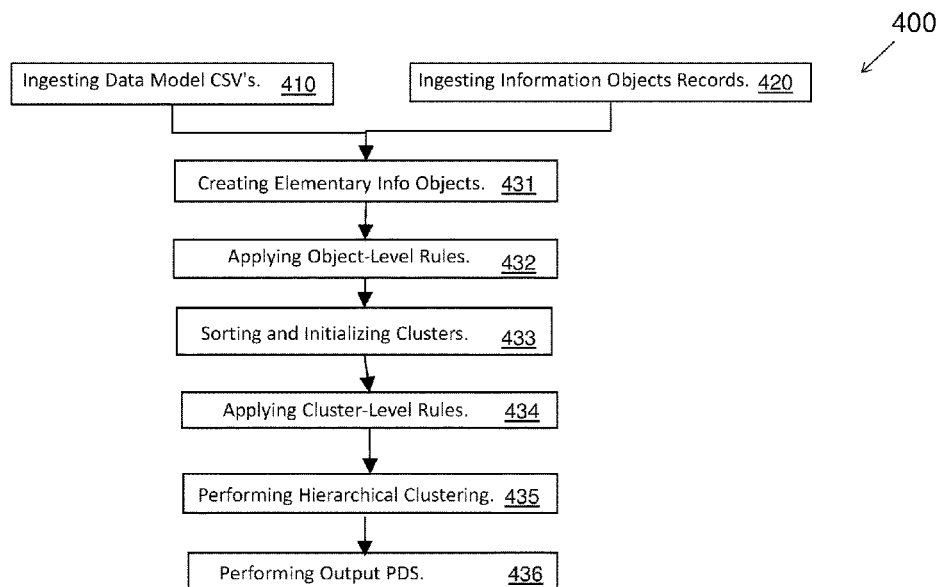 400
Ingesting Data Model CSV's. 410
Ingesting Information Objects Records. 420
Creating Elementary Info Objects. 431
Applying Object-Level Rules. 432
Sorting and Initializing Clusters. 433
Applying Cluster-Level Rules. 434
Performing Hierarchical Clustering. 435
Performing Output PDS. 436